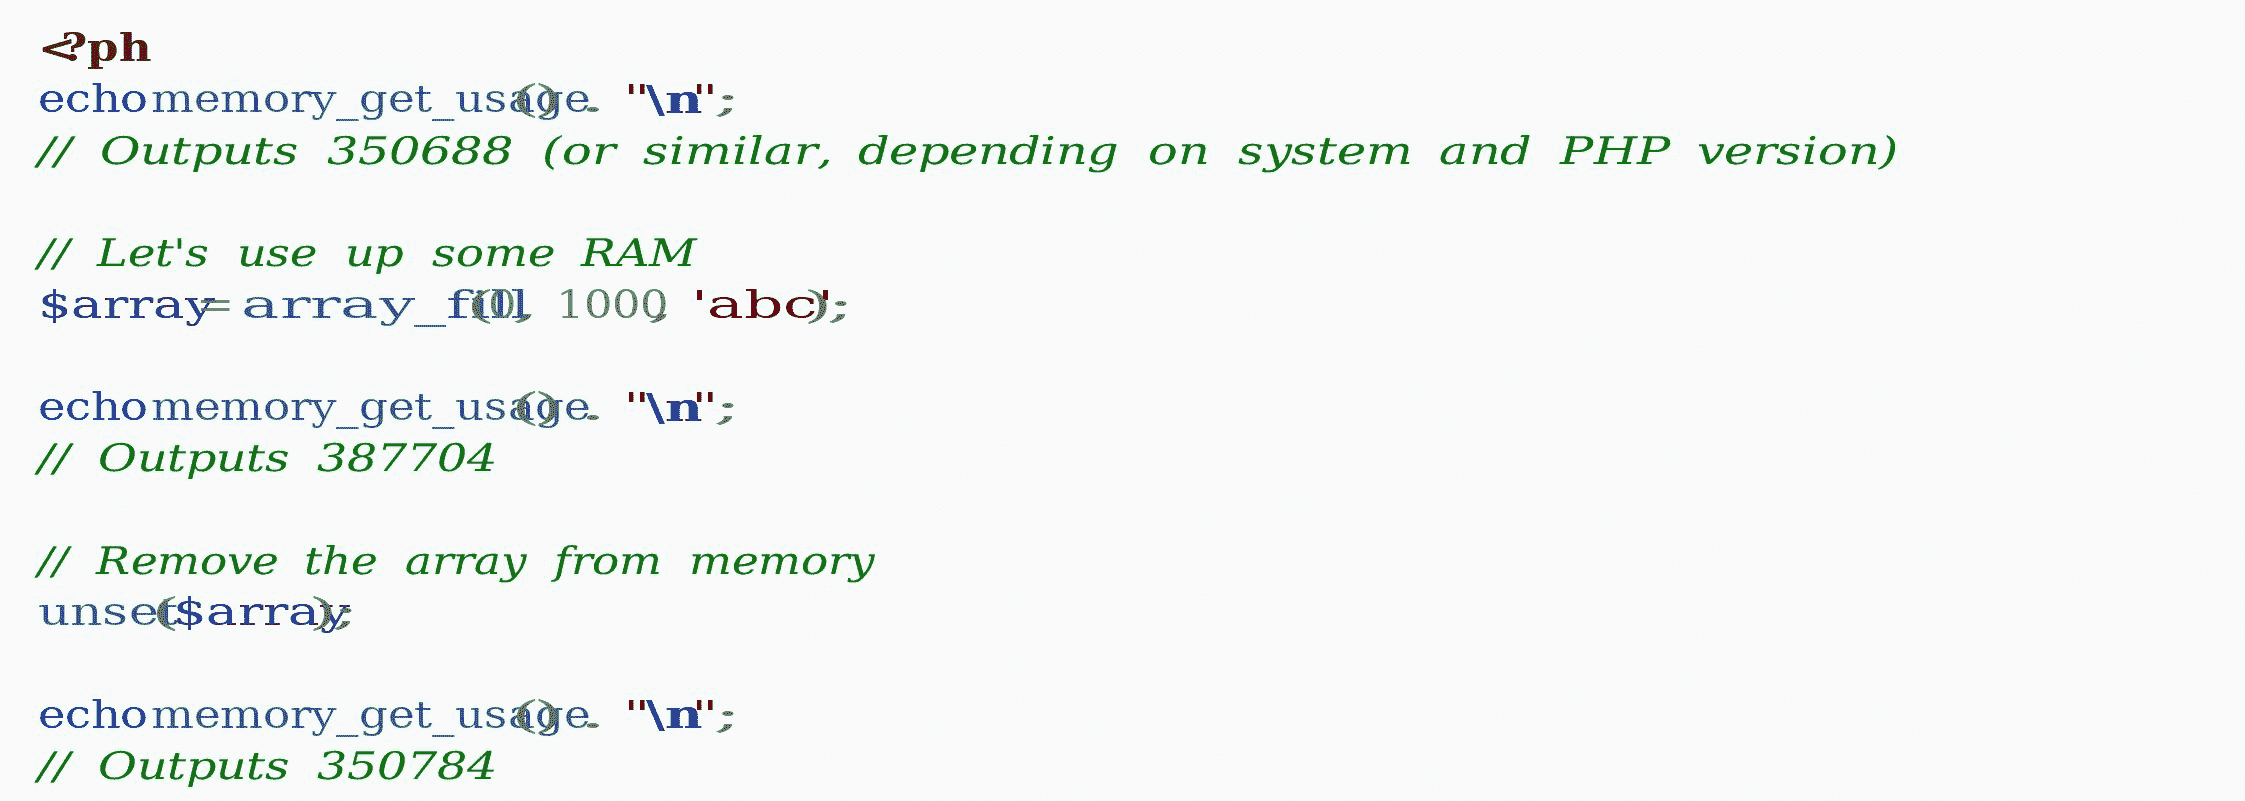 <?ph
echo memory_get_usage() . "\n";
// Outputs 350688 (or similar, depending on system and PHP version)
// Let's use up some RAM
$array = array_fill(0, 1000, 'abc');
echo memory_get_usage() . "\n";
// Outputs 387704
// Remove the array from memory
unset($array);
echo memory_get_usage() . "\n";
// Outputs 350784